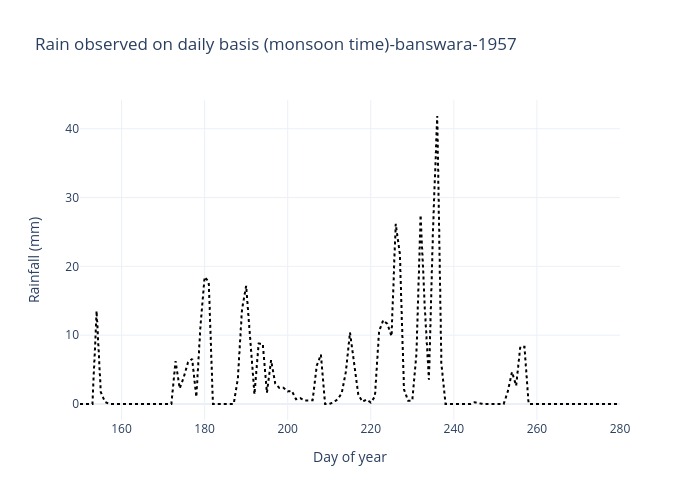 Rain observed on daily basis (monsoon time)-banswara-1957
Rainfall (mm)
40
30
20
10
0
160 180 200 220 240 260 280
Day of year